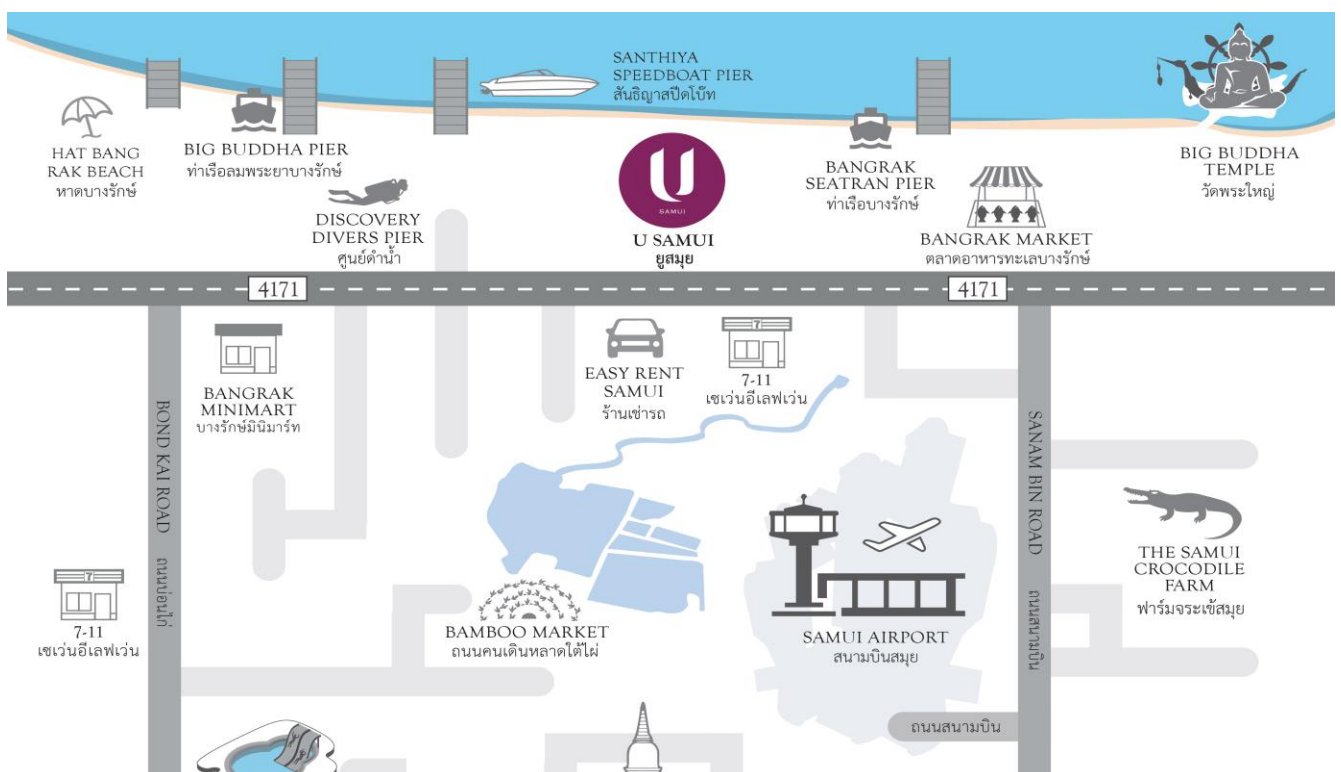 SANTHIYA
SPEEDBOAT PIER
สันธิญาสปีดโบ๊ท
HAT BANG
RAK BEACH
หาดบางรักษ์
BIG BUDDHA PIER
ท่าเรือลมพระยาบางรักษ์
DISCOVERY
DIVERS PIER
ศูนย์ดำน้ำ
U
SAMUI
U SAMUI
ยูสมุย
BANGRAK
SEATRAN PIER
ท่าเรือบางรักษ์
BANGRAK MARKET
ตลาดอาหารทะเลบางรักษ์
BIG BUDDHA
TEMPLE
วัดพระใหญ่
4171
4171
BANGRAK
MINIMART
บางรักษ์มินิมาร์ท
EASY RENT
SAMUI
ร้านเช่ารถ
7
7-11
เซเว่นอีเลฟเว่น
BOND KAI ROAD ถนนบ่อนไก่
SANAM BIN ROAD ถนนสนามบิน
THE SAMUI
CROCODILE
FARM
ฟาร์มจระเข้สมุย
7
7-11
เซเว่นอีเลฟเว่น
BAMBOO MARKET
ถนนคนเดินหลาดใต้ไผ่
SAMUI AIRPORT
สนามบินสมุย
ถนนสนามบิน